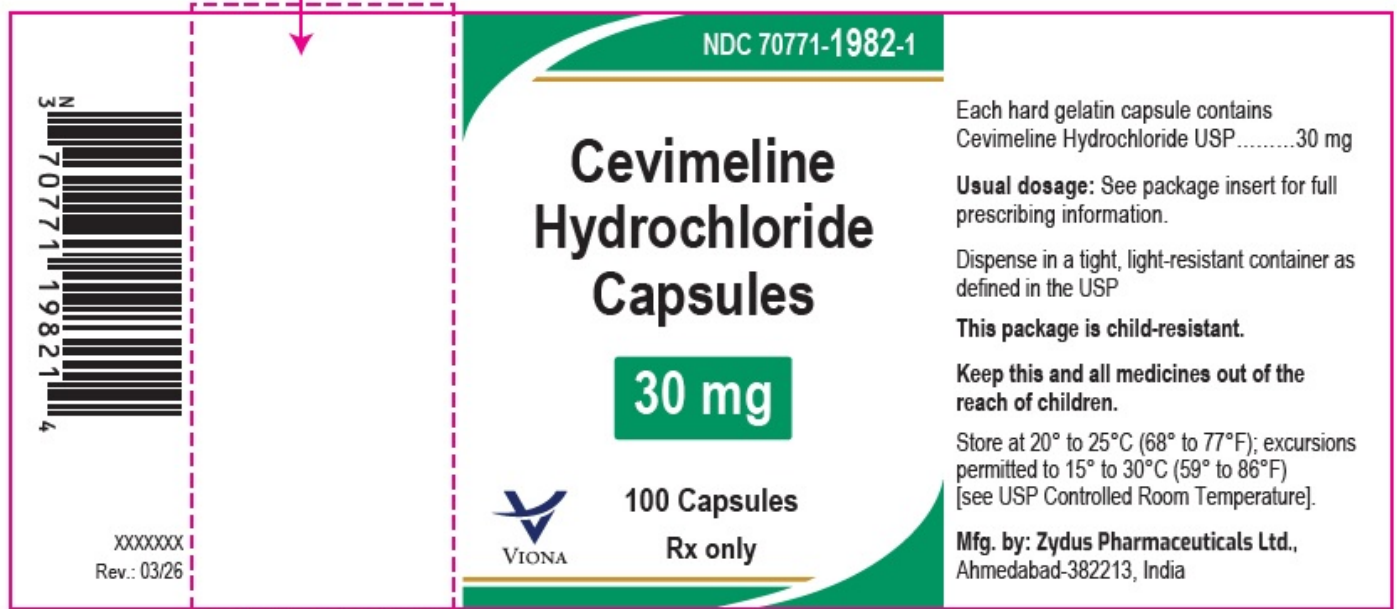 N
3
70771 19821
4
XXXXXXX
Rev.: 03/26
NDC 70771-1982-1
Cevimeline
Hydrochloride
Capsules
30 mg
100 Capsules
Rx only
VIONA
Each hard gelatin capsule contains
Cevimeline Hydrochloride USP.........30 mg
Usual dosage: See package insert for full
prescribing information.
Dispense in a tight, light-resistant container as
defined in the USP
This package is child-resistant.
Keep this and all medicines out of the
reach of children.
Store at 20° to 25°C (68° to 77°F); excursions
permitted to 15° to 30°C (59° to 86°F)
[see USP Controlled Room Temperature].
Mfg. by: Zydus Pharmaceuticals Ltd.,
Ahmedabad-382213, India